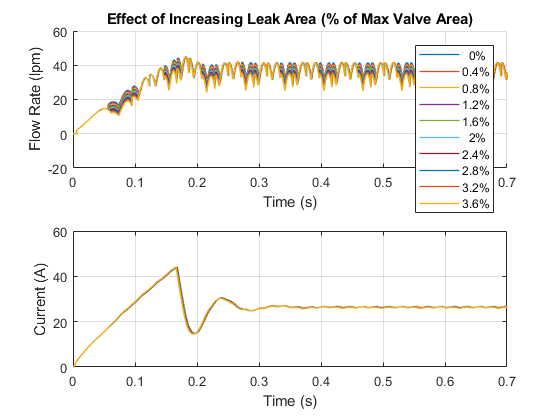 Effect of Increasing Leak Area (% of Max Valve Area)
Flow Rate (lpm)
60
40
20
0
-20
0 0.1 0.2 0.3 0.4 0.5 0.6 0.7
Time (s)
0%
0.4%
0.8%
1.2%
1.6%
2%
2.4%
2.8%
3.2%
3.6%
Current (A)
60
40
20
0
0 0.1 0.2 0.3 0.4 0.5 0.6 0.7
Time (s)